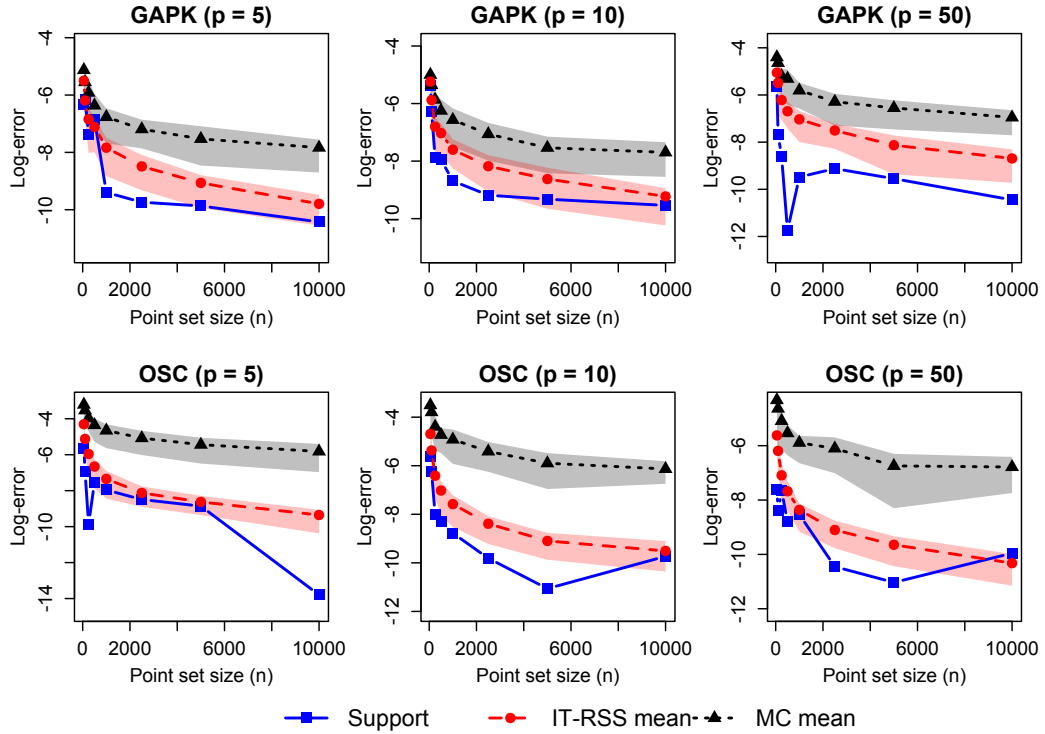 GAPK (p = 5)
Log-error
-4
-6
-8
-10
0
2000
6000
10000
Point set size (n)
GAPK (p = 10)
Log-error
-4
-6
-8
-10
0
2000
6000
10000
Point set size (n)
GAPK (p = 50)
Log-error
-4
-6
-8
-10
-12
0
2000
6000
10000
Point set size (n)
OSC (p = 5)
Log-error
-4
-6
-10
-14
0
2000
6000
10000
Point set size (n)
OSC (p = 10)
Log-error
-4
-6
-8
-10
-12
0
2000
6000
10000
Point set size (n)
OSC (p = 50)
Log-error
-6
-8
-10
-12
0
2000
6000
10000
Point set size (n)
Support
IT-RSS mean
MC mean